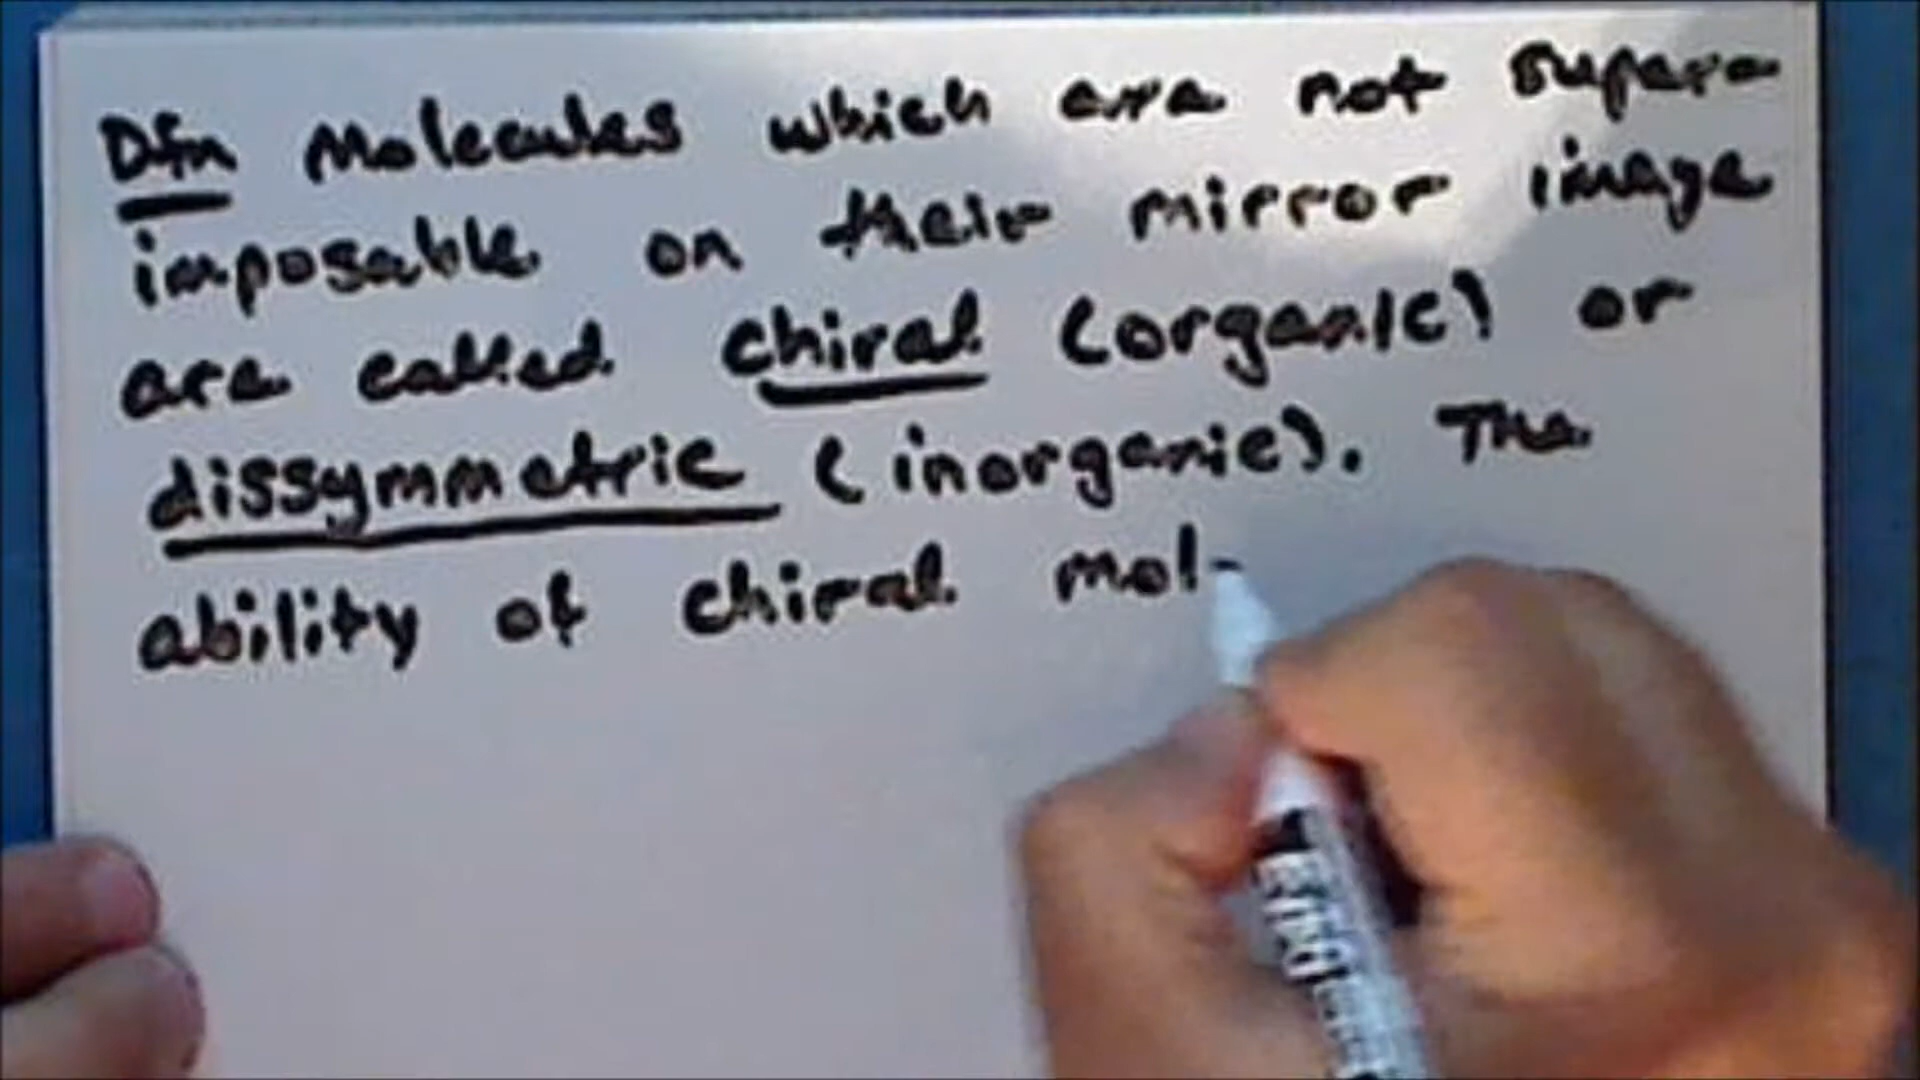 Dfn Molecules which are not super-
imposable on their mirror image
are called chiral (organic) or
dissymmetric (inorganic). The
ability of chiral mol